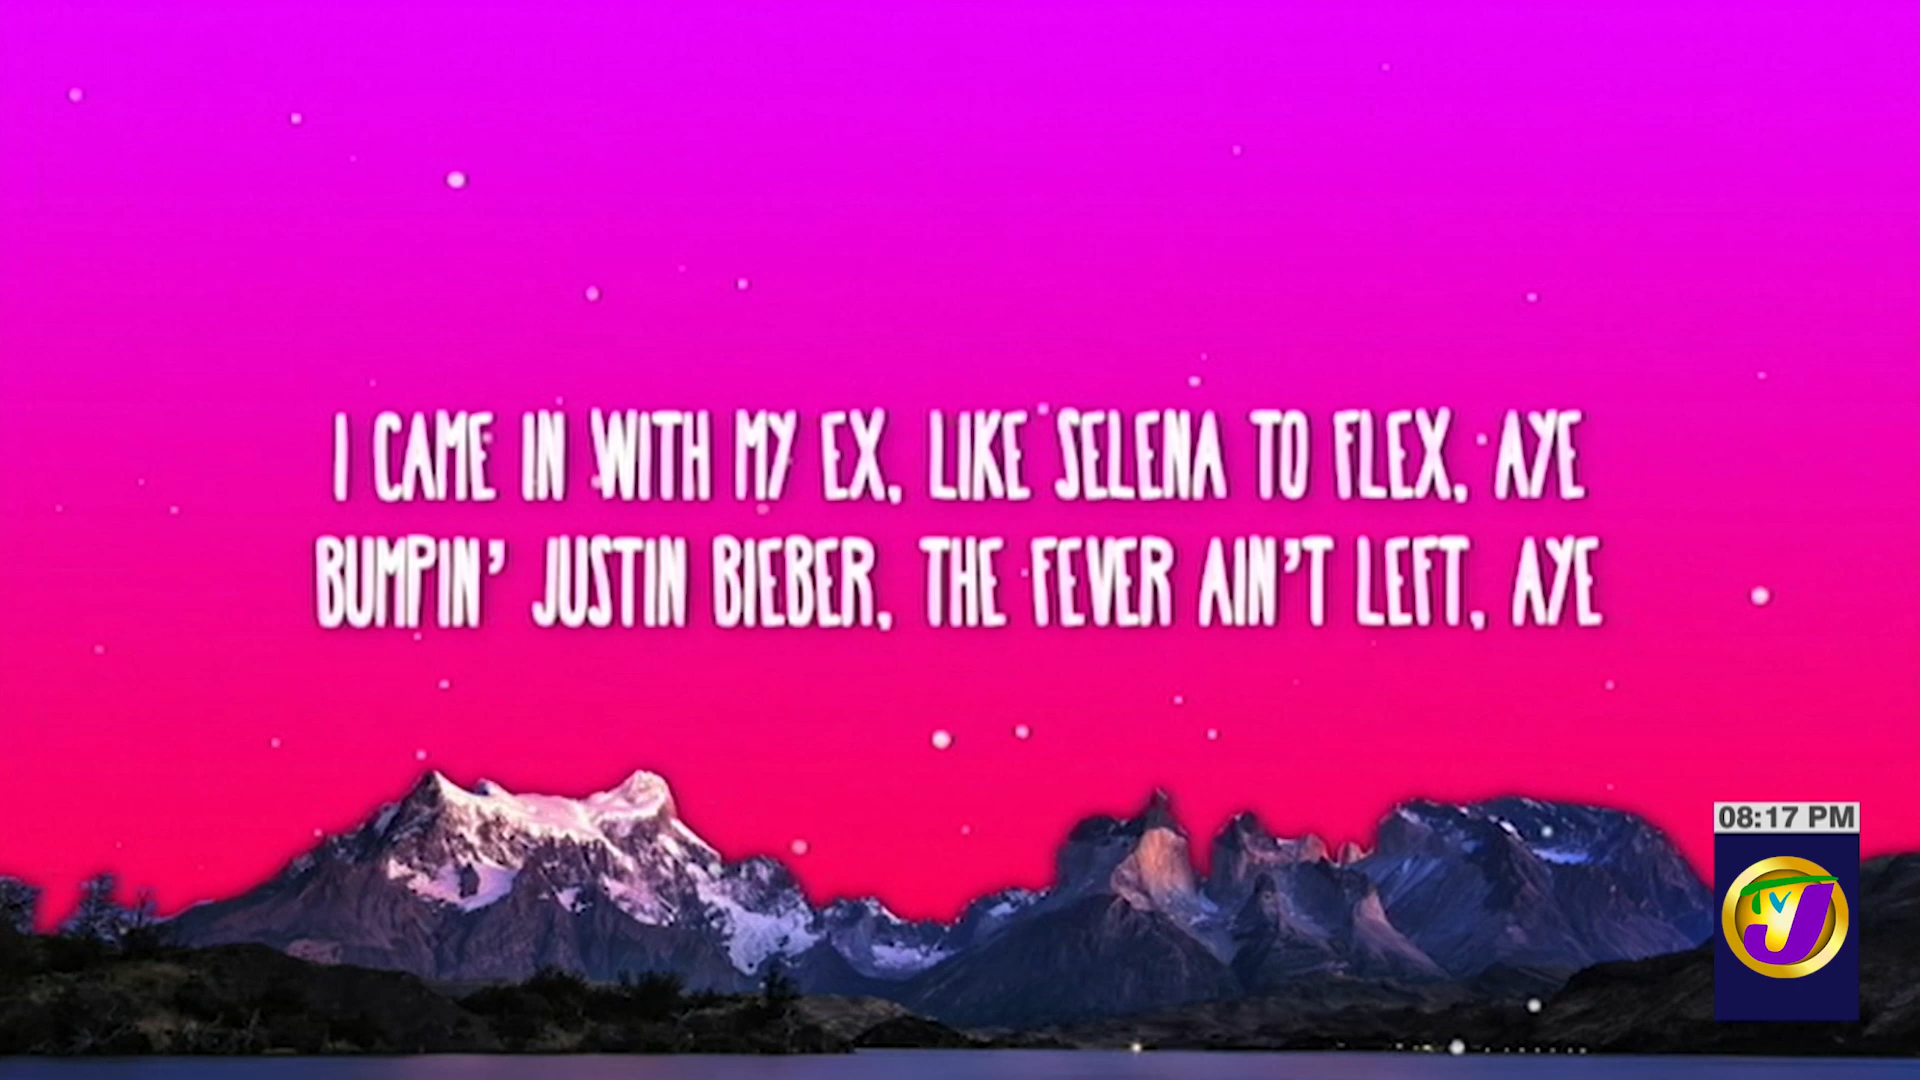 I CAME IN WITH MY EX, LIKE SELENA TO FLEX, AYE
BUMPIN' JUSTIN BIEBER, THE FEVER AIN'T LEFT, AYE
08:17 PM
TVJ